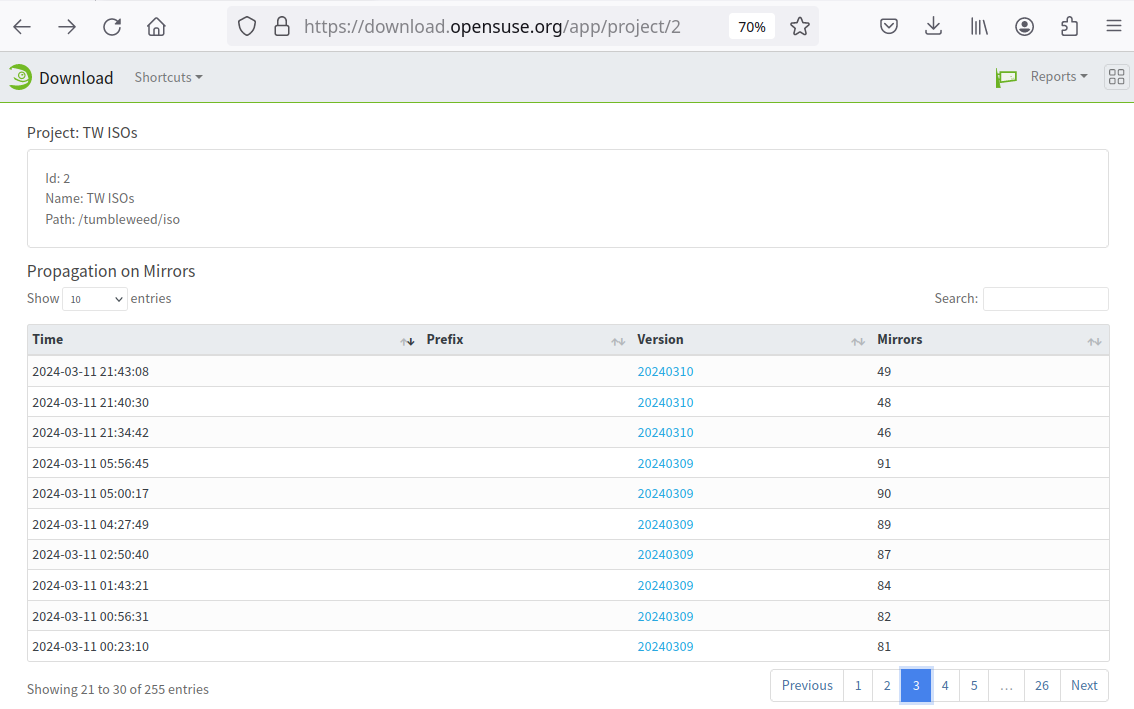 https://download.opensuse.org/app/project/2 70%
Download Shortcuts Reports
Project: TW ISOs
Id: 2
Name: TW ISOs
Path: /tumbleweed/iso
Propagation on Mirrors
Show 10 entries Search:
Time Prefix Version Mirrors
2024-03-11 21:43:08 20240310 49
2024-03-11 21:40:30 20240310 48
2024-03-11 21:34:42 20240310 46
2024-03-11 05:56:45 20240309 91
2024-03-11 05:00:17 20240309 90
2024-03-11 04:27:49 20240309 89
2024-03-11 02:50:40 20240309 87
2024-03-11 01:43:21 20240309 84
2024-03-11 00:56:31 20240309 82
2024-03-11 00:23:10 20240309 81
Showing 21 to 30 of 255 entries Previous 1 2 3 4 5 … 26 Next